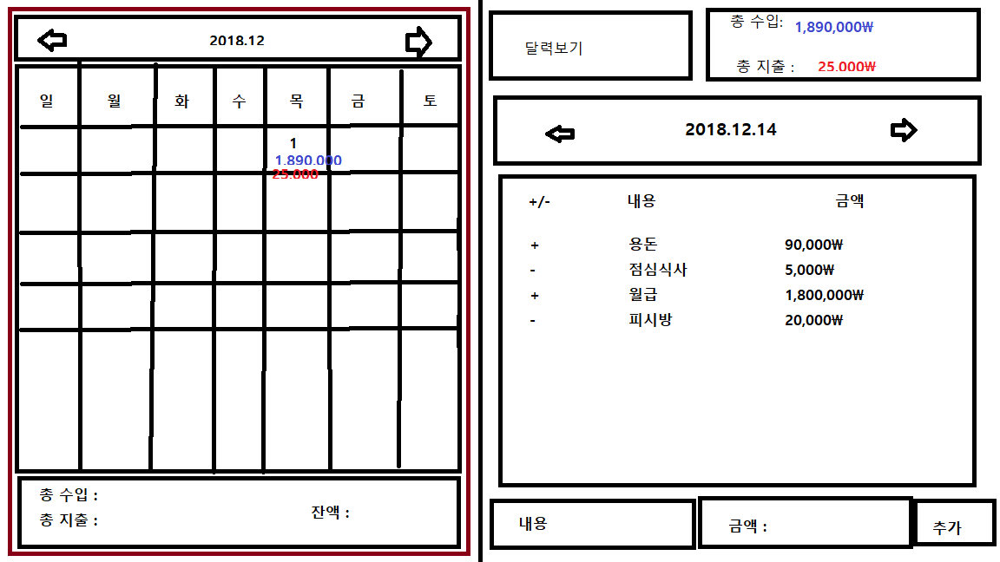 2018.12
일 월 화 수 목 금 토
1
1.890.000
25.000
총 수입 :
총 지출 :
잔액 :
달력보기
총 수입: 1,890,000₩
총 지출 : 25.000₩
2018.12.14
+/- 내용 금액
+ 용돈 90,000₩
- 점심식사 5,000₩
+ 월급 1,800,000₩
- 피시방 20,000₩
내용
금액 :
추가